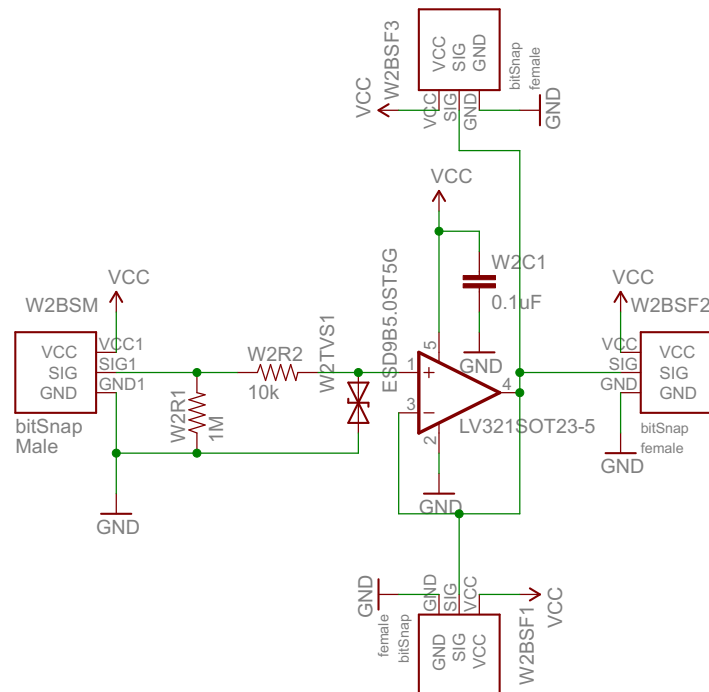 W2BSF3
VCC
SIG
GND
bitSnap
female
VCC
VCC
SIG
GND
GND
VCC
W2C1
0.1uF
GND
ESD9B5.0ST5G
W2TVS1
VCC
W2BSM
VCC
SIG
GND
VCC1
SIG1
GND1
bitSnap
Male
W2R1
1M
W2R2
10k
GND
1
3
5
2
4
LV321SOT23-5
GND
VCC
W2BSF2
VCC
SIG
GND
VCC
SIG
GND
bitSnap
female
GND
GND
GND
SIG
VCC
VCC
female
bitSnap
GND
SIG
VCC
W2BSF1